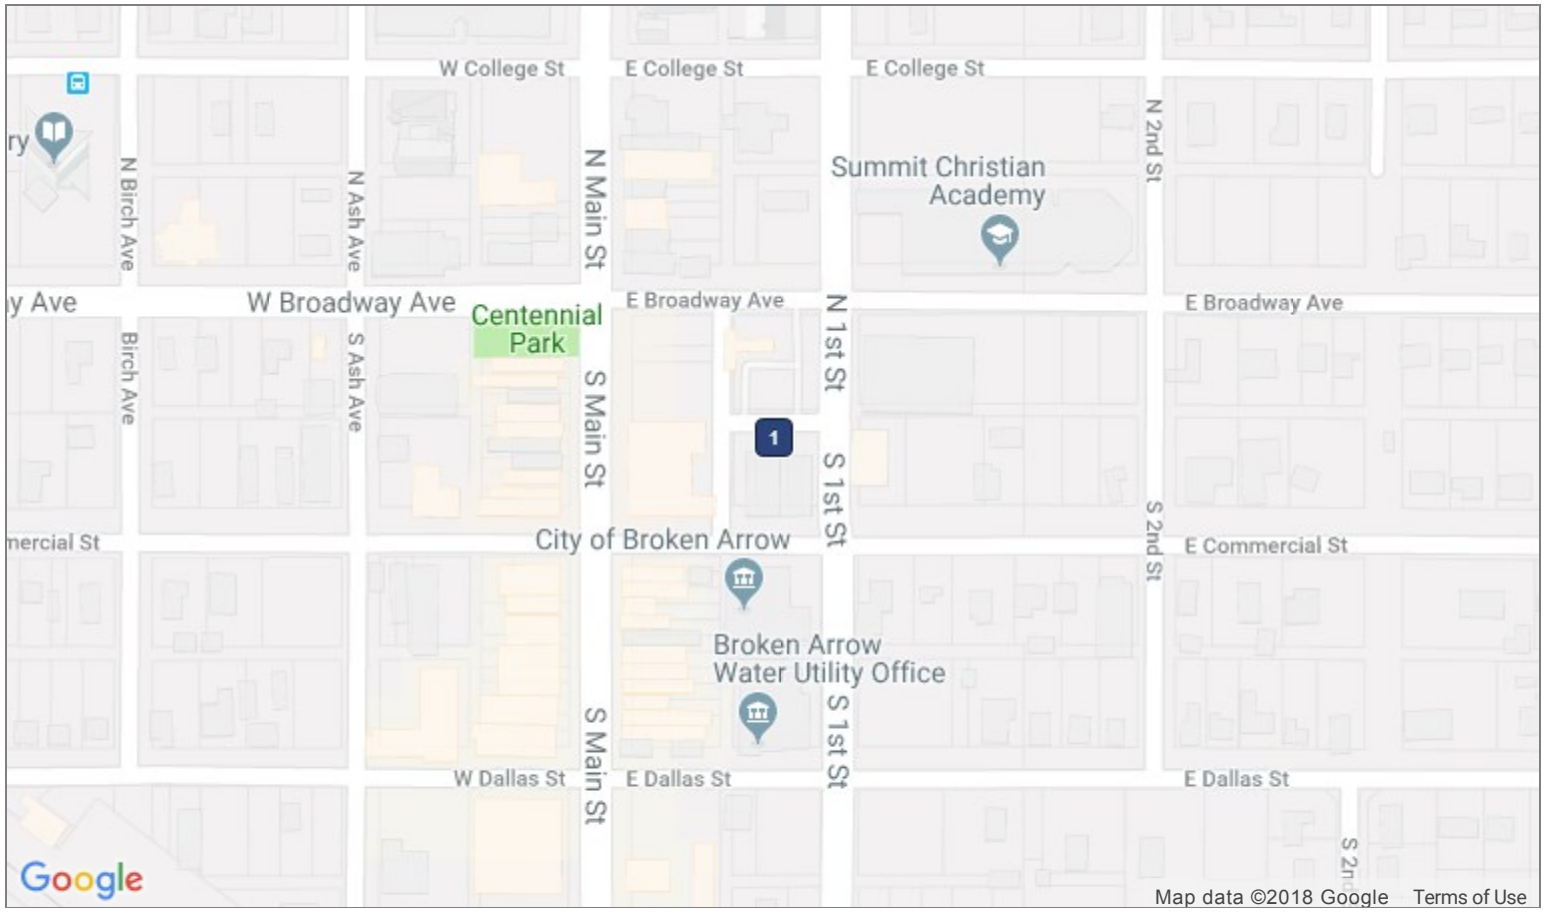 W College St
E College St
E College St
ry
N Birch Ave
N Ash Ave
N Main St
N 2nd St
Summit Christian
Academy
y Ave
W Broadway Ave
E Broadway Ave
E Broadway Ave
Centennial
Park
N 1st St
Birch Ave
S Ash Ave
S Main St
1
S 1st St
S 2nd St
mercial St
City of Broken Arrow
E Commercial St
Broken Arrow
Water Utility Office
S Main St
S 1st St
W Dallas St
E Dallas St
E Dallas St
S 2nd
Google
Map data ©2018 Google
Terms of Use